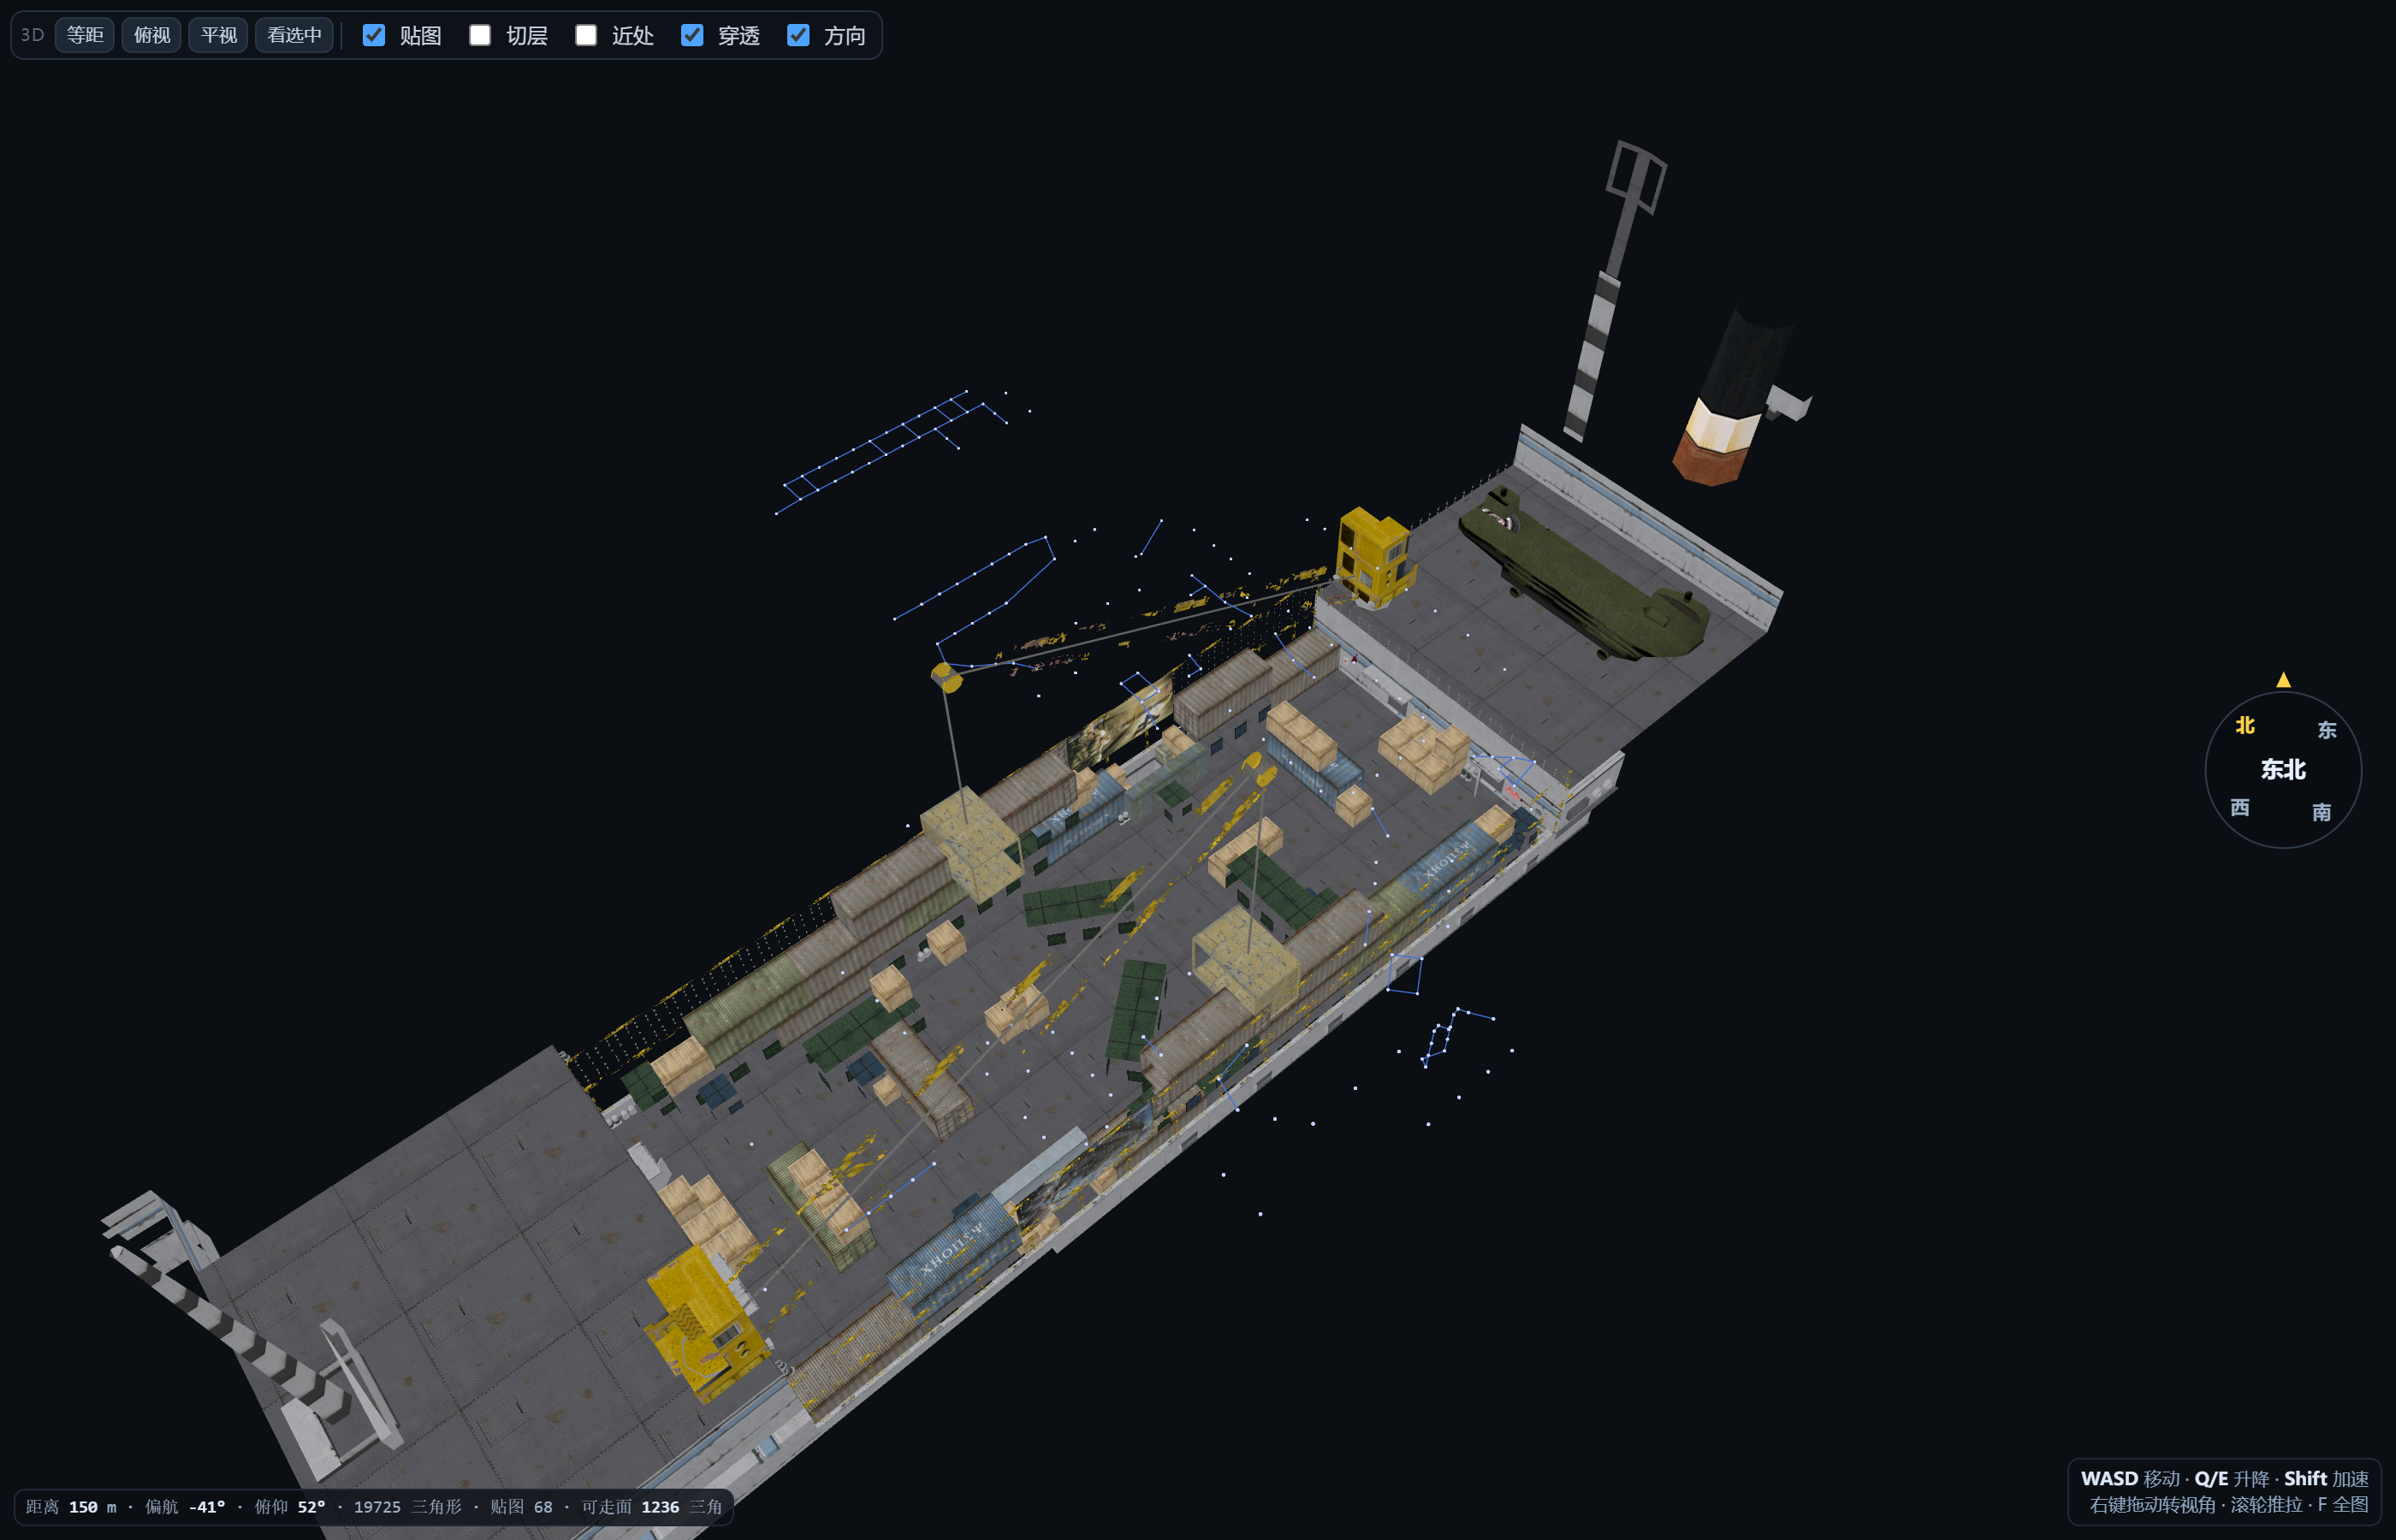 3D 等距 俯视 平视 看选中 贴图 切层 近处 穿透 方向
北 东
东北
西 南
距离 150 m · 偏航 -41° · 俯仰 52° · 19725 三角形 · 贴图 68 · 可走面 1236 三角
WASD 移动 · Q/E 升降 · Shift 加速
右键拖动转视角 · 滚轮推拉 · F 全图